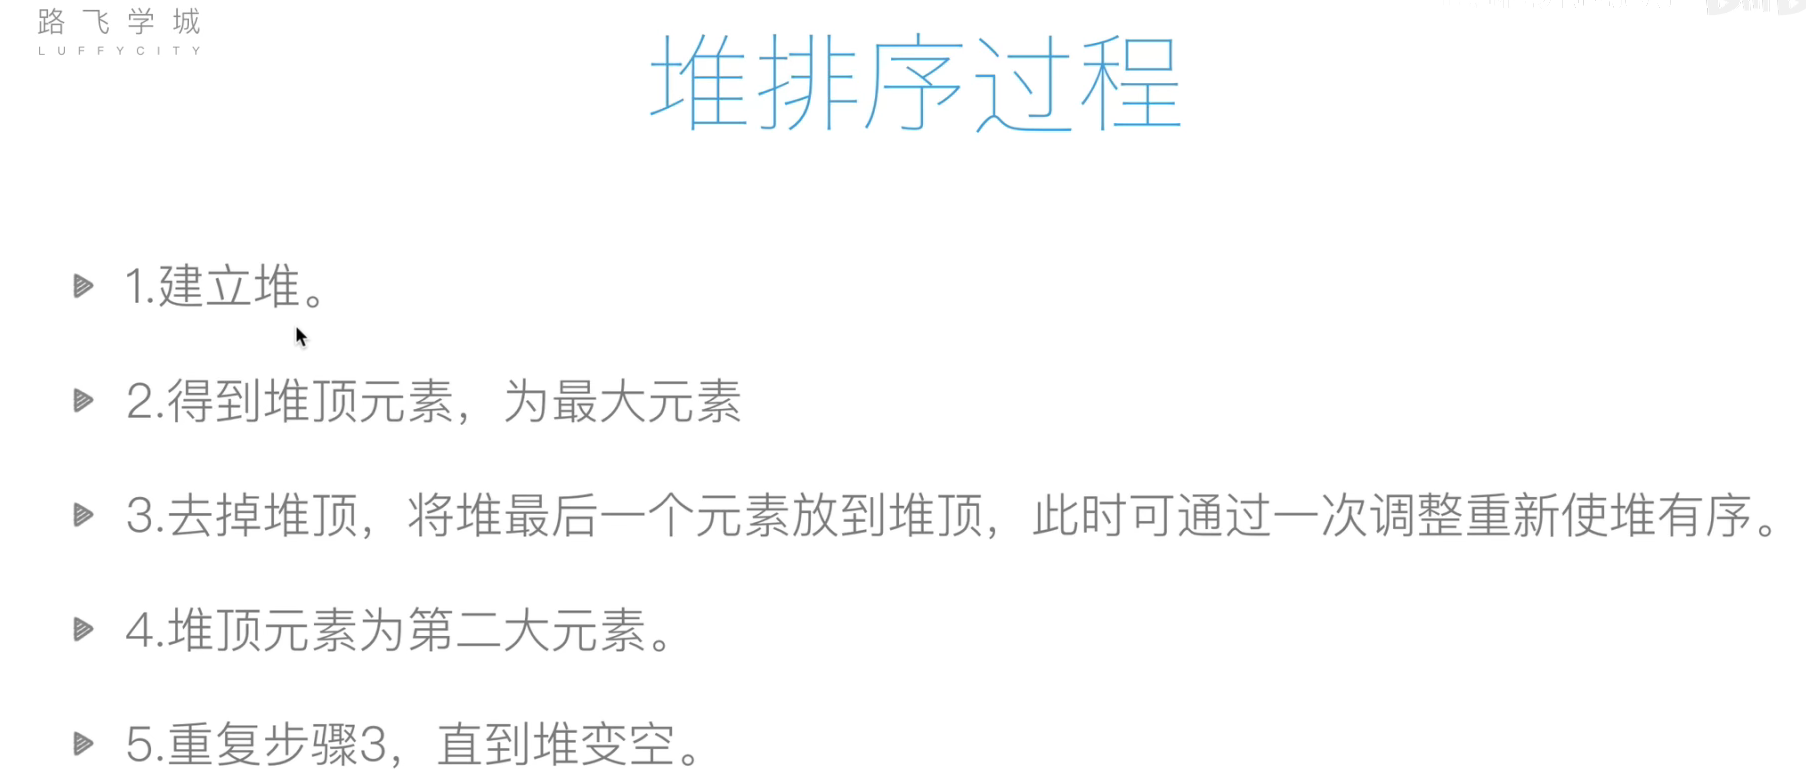 路飞学城
LUFFYCITY
堆排序过程
1.建立堆。
2.得到堆顶元素，为最大元素
3.去掉堆顶，将堆最后一个元素放到堆顶，此时可通过一次调整重新使堆有序。
4.堆顶元素为第二大元素。
5.重复步骤3，直到堆变空。